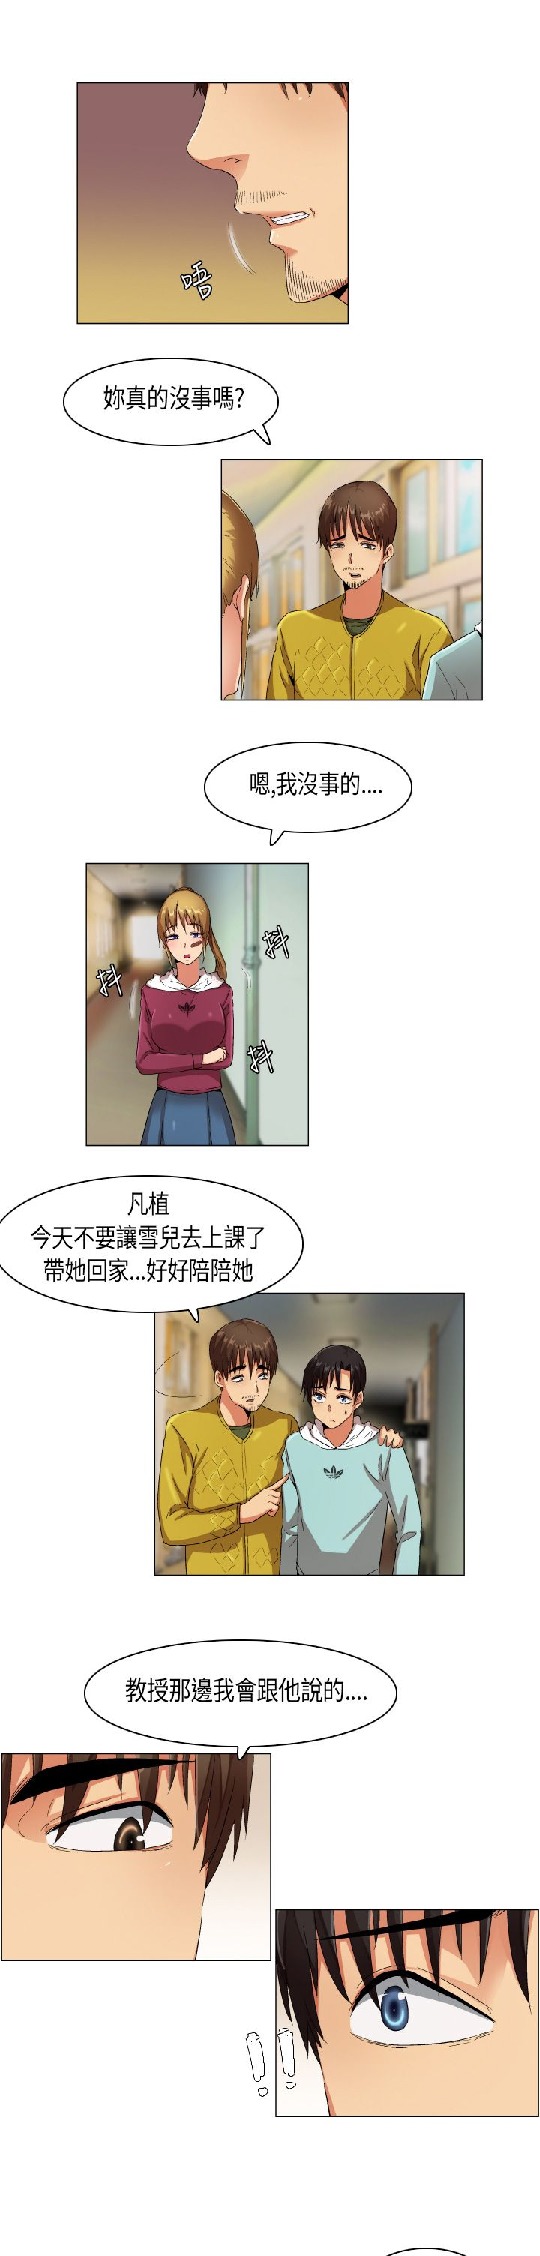 唔
妳真的沒事嗎?
嗯,我沒事的....
抖
抖
抖
凡植
今天不要讓雪兒去上課了
帶她回家...好好陪陪她
教授那邊我會跟他說的....
!!